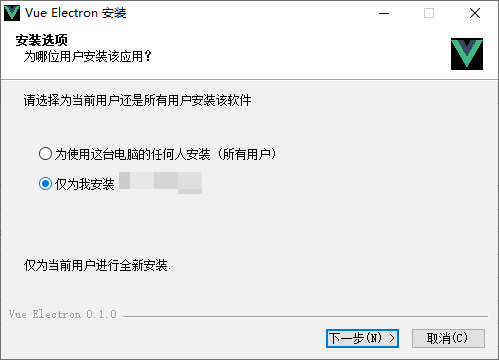 Vue Electron 安装
安装选项
为哪位用户安装该应用？
请选择为当前用户还是所有用户安装该软件
为使用这台电脑的任何人安装（所有用户）
仅为我安装
仅为当前用户进行全新安装.
Vue Electron 0.1.0
下一步(N) >
取消(C)